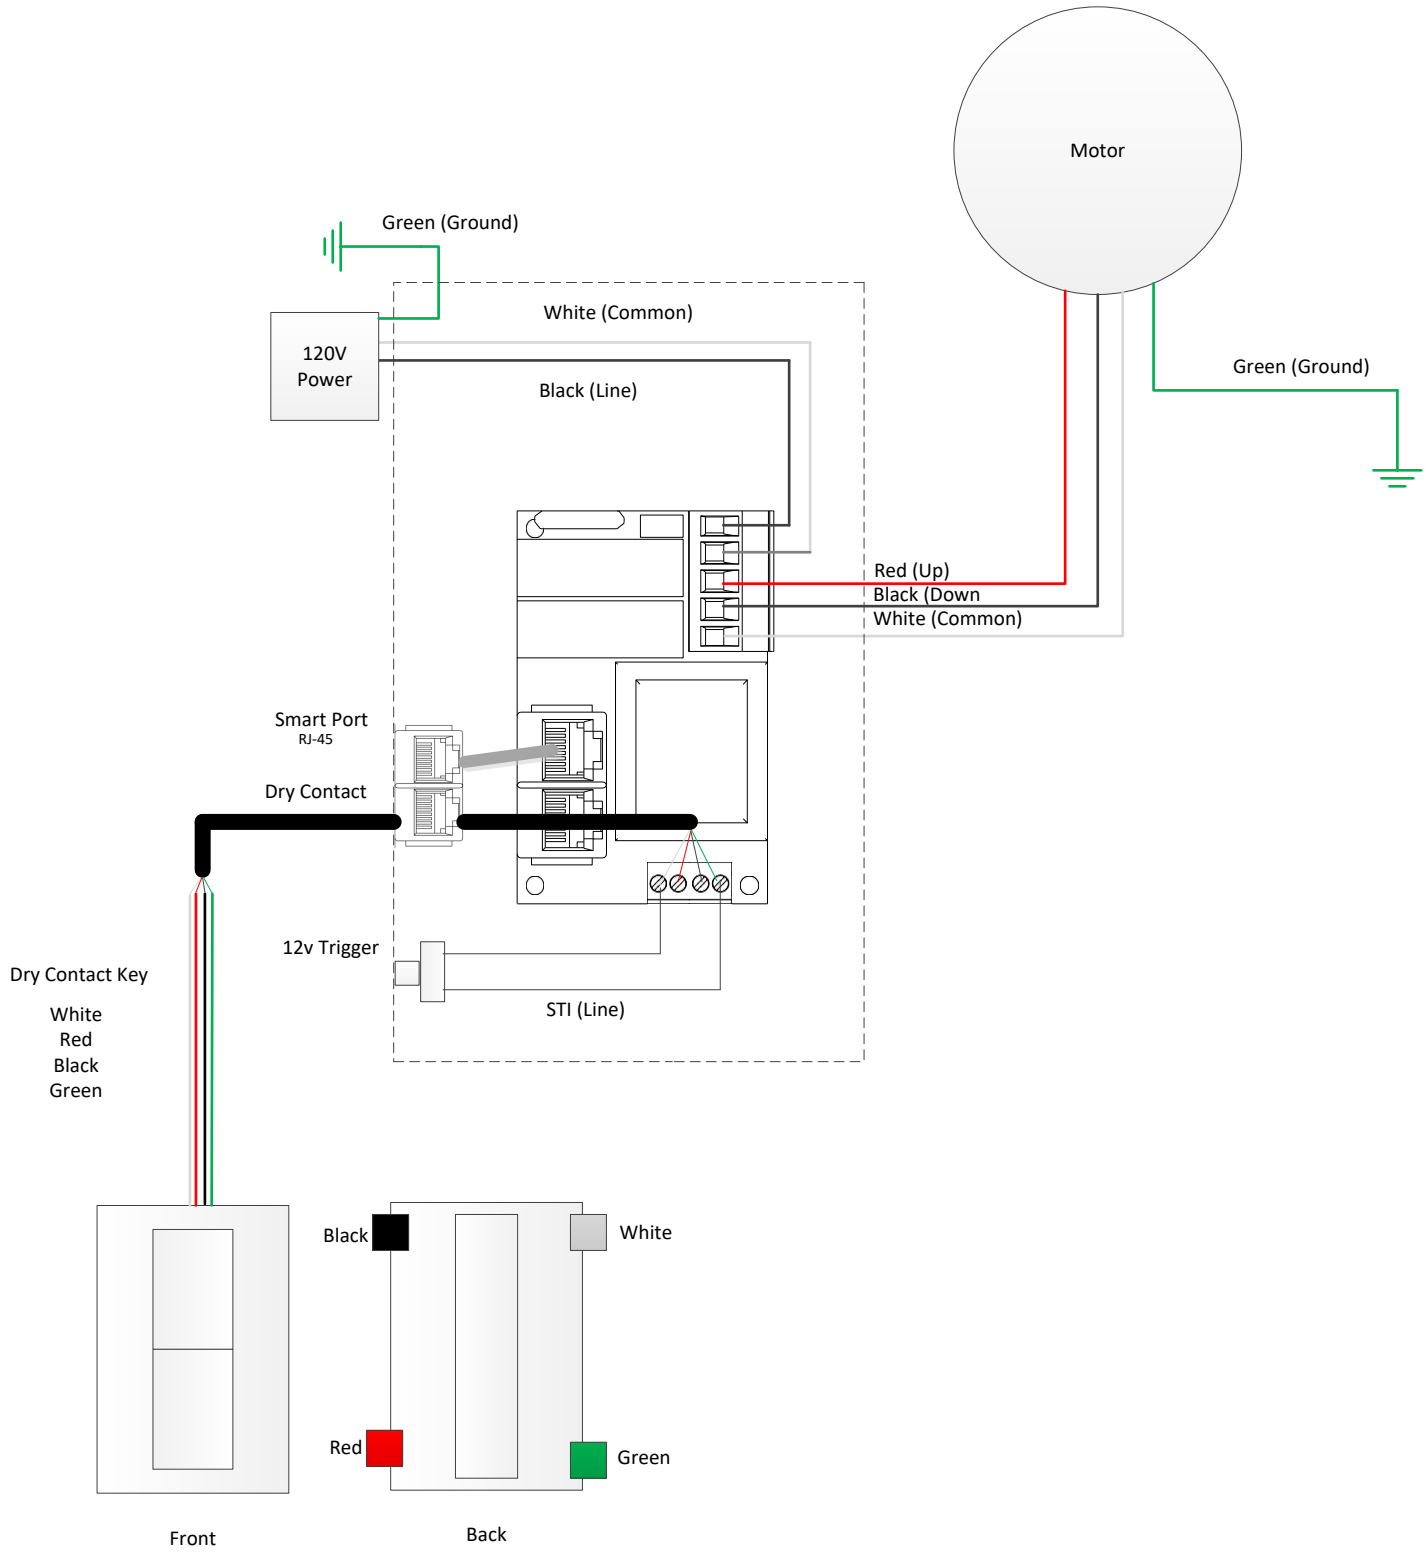 Motor
Green (Ground)
White (Common)
120V
Power
Black (Line)
Green (Ground)
Red (Up)
Black (Down
White (Common)
Smart Port
RJ-45
Dry Contact
12v Trigger
Dry Contact Key
STI (Line)
White
Red
Black
Green
Black
White
Red
Green
Front
Back